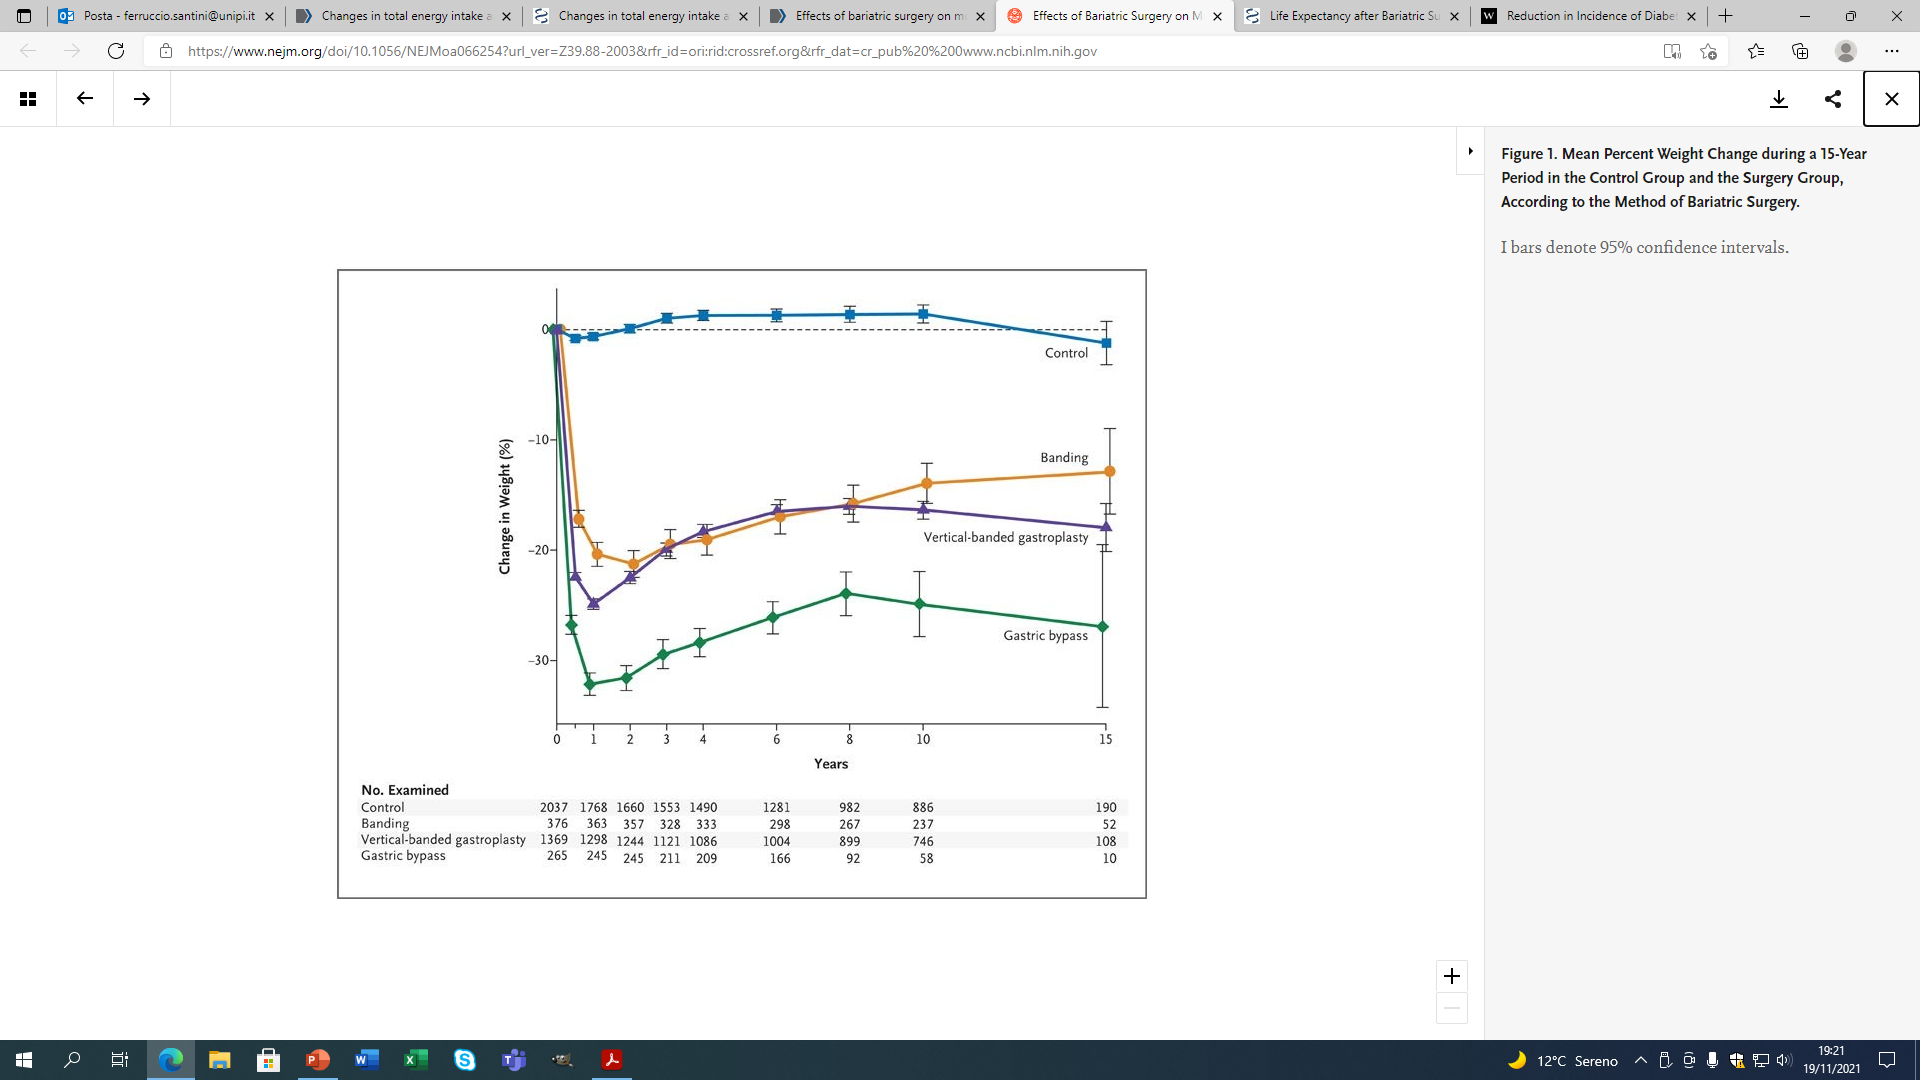 Posta - ferruccio.santini@unipi.it
Changes in total energy intake a
Changes in total energy intake a
Effects of bariatric surgery on m
Effects of Bariatric Surgery on M
Life Expectancy after Bariatric Su
W Reduction in Incidence of Diabet
https://www.nejm.org/doi/10.1056/NEJMoa066254?url_ver=Z39.88-2003&rfr_id=ori:rid:crossref.org&rfr_dat=cr_pub%20%200www.ncbi.nlm.nih.gov
Figure 1. Mean Percent Weight Change during a 15-Year
Period in the Control Group and the Surgery Group,
According to the Method of Bariatric Surgery.
I bars denote 95% confidence intervals.
Change in Weight (%)
0
-10
-20
-30
Control
Banding
Vertical-banded gastroplasty
Gastric bypass
0 1 2 3 4 6 8 10 15
Years
No. Examined
Control 2037 1768 1660 1553 1490 1281 982 886 190
Banding 376 363 357 328 333 298 267 237 52
Vertical-banded gastroplasty 1369 1298 1244 1121 1086 1004 899 746 108
Gastric bypass 265 245 245 211 209 166 92 58 10
12°C Sereno
19:21
19/11/2021